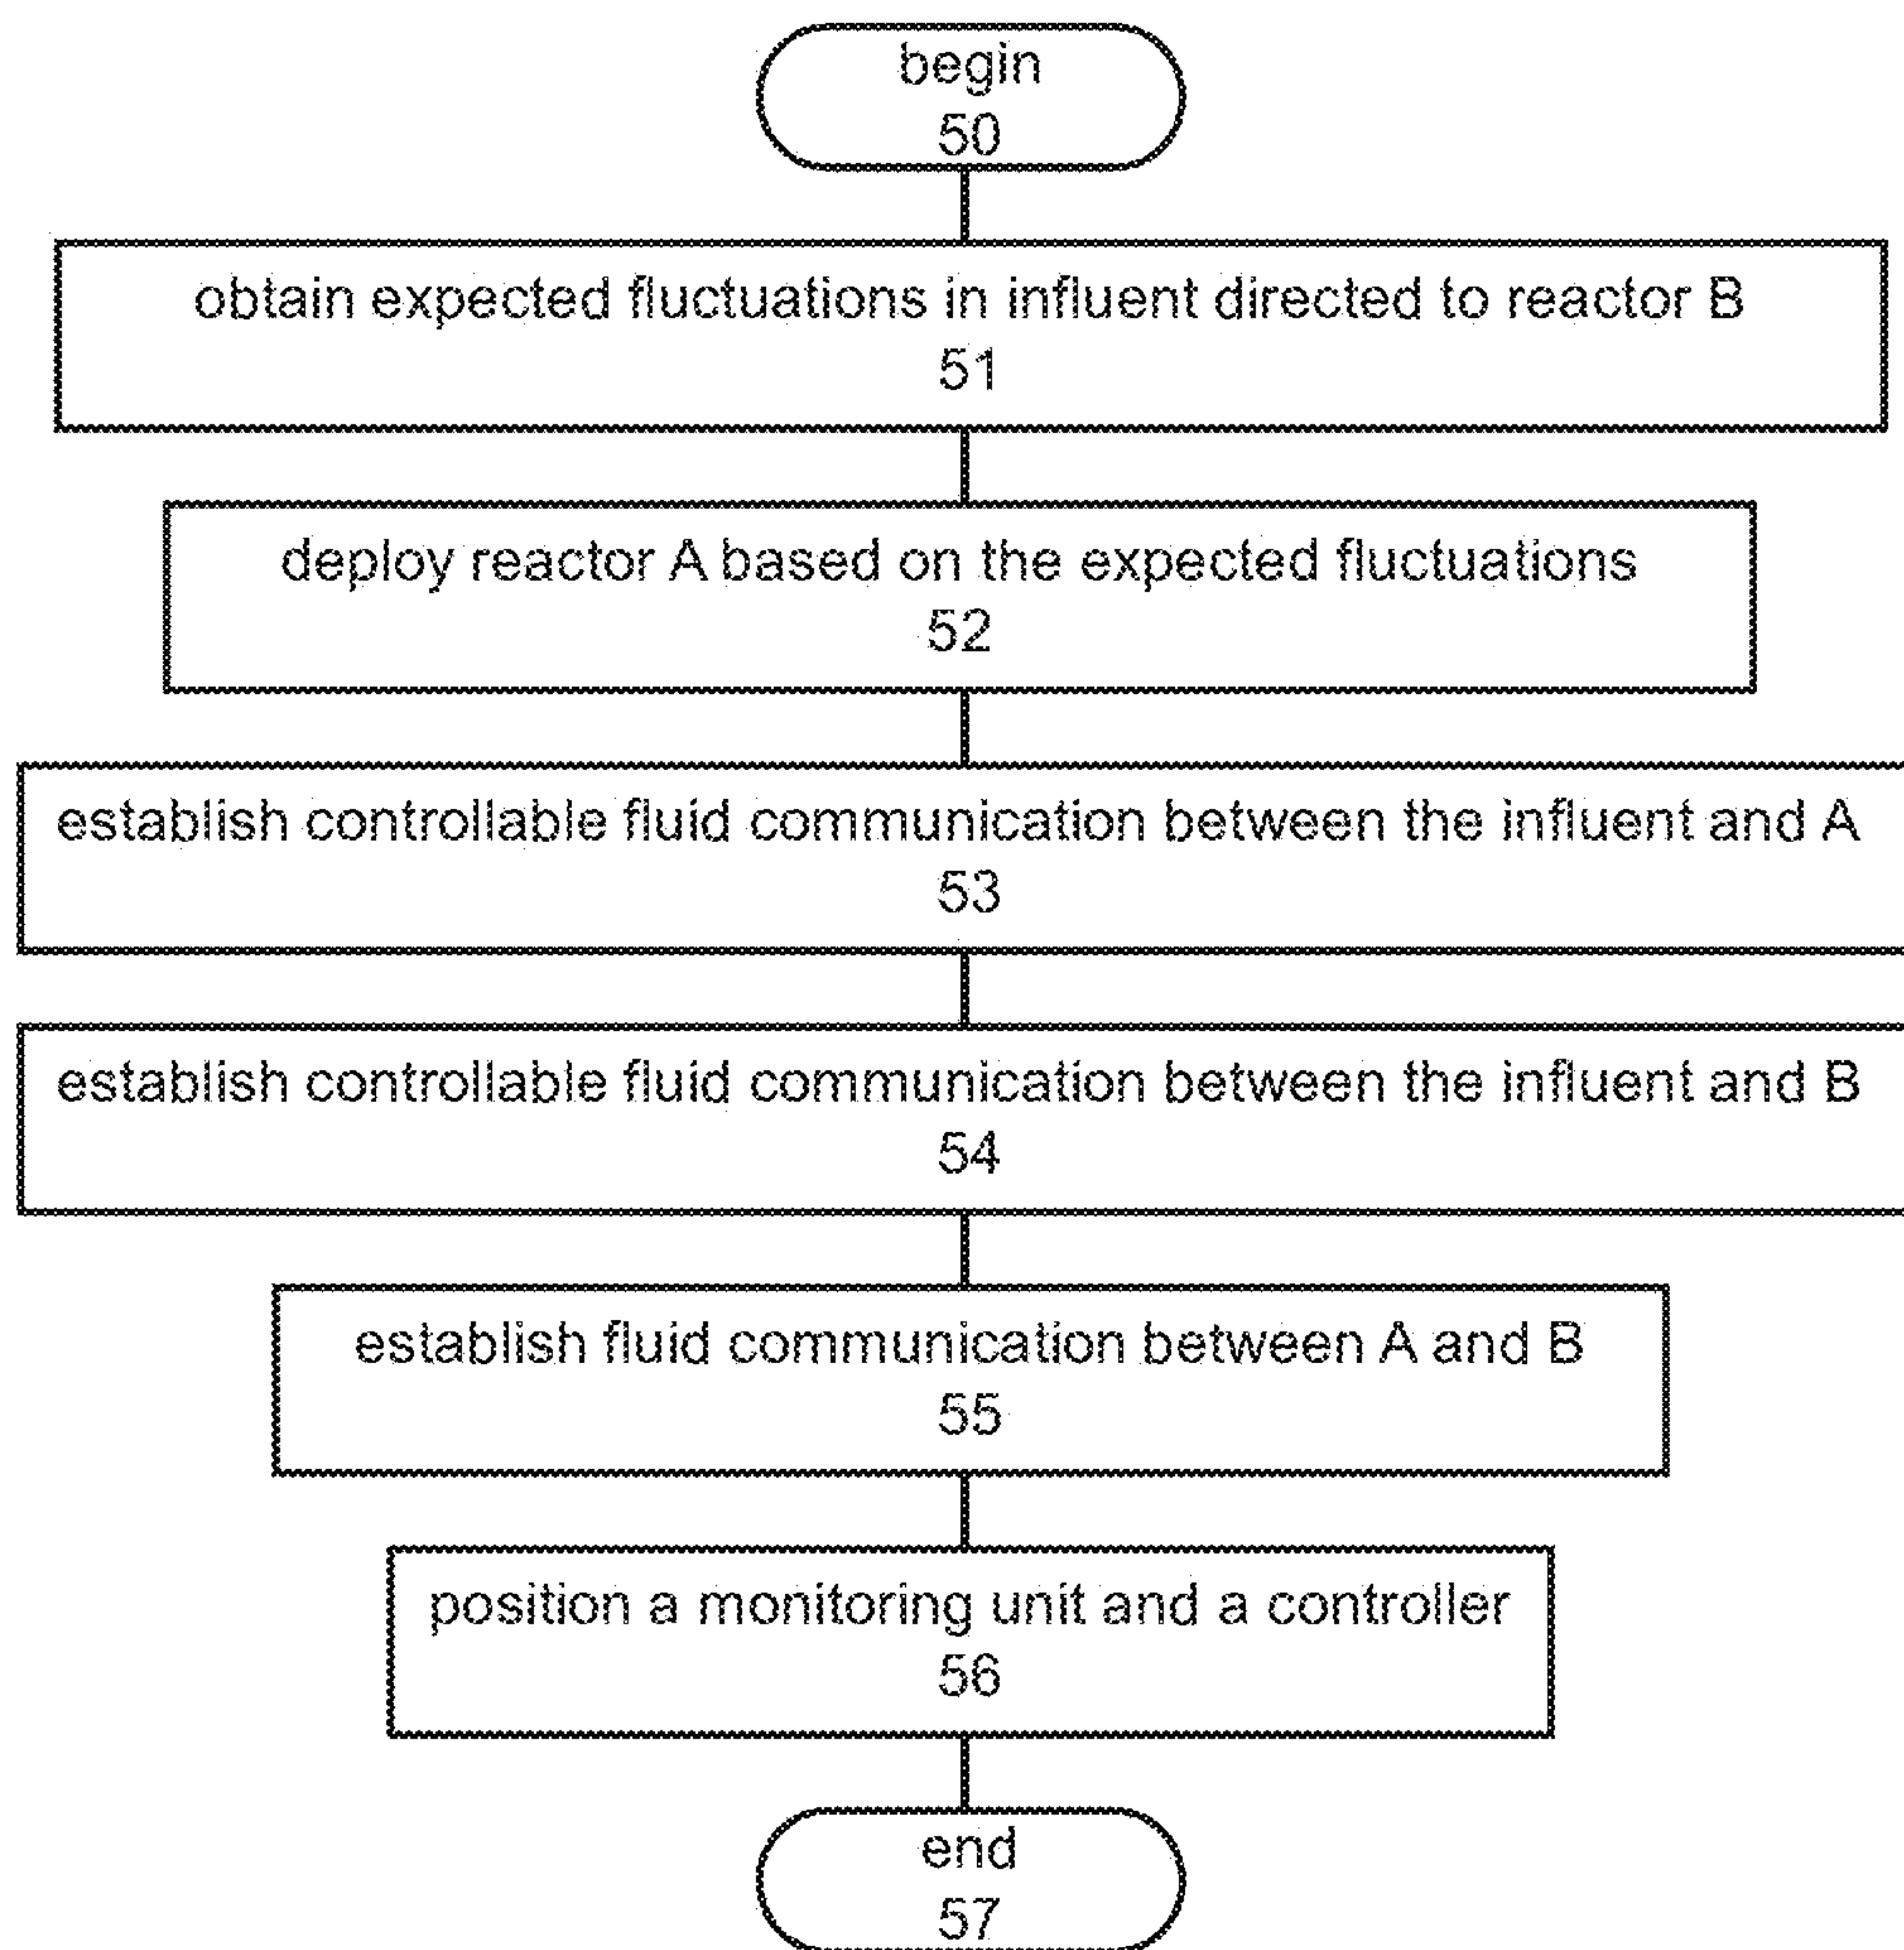 begin
50
obtain expected fluctuations in influent directed to reactor B
51
deploy reactor A based on the expected fluctuations
52
establish controllable fluid communication between the influent and A
53
establish controllable fluid communication between the influent and B
54
establish fluid communication between A and B
55
position a monitoring unit and a controller
56
end
57